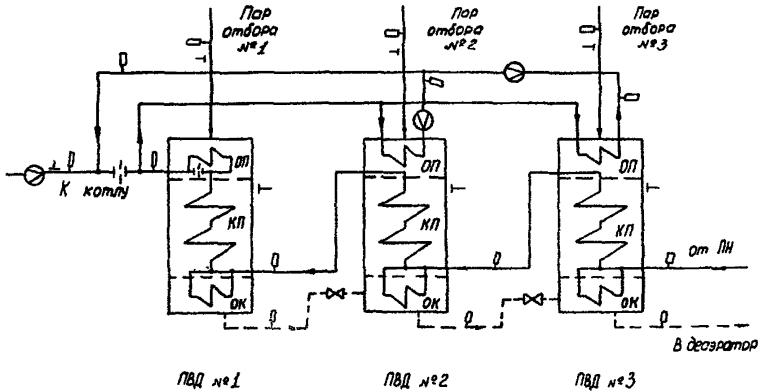 Пар
отбора
№1
Пар
отбора
№2
Пар
отбора
№3
К котлу
ОП
ОП
ОП
КП
КП
КП
от ПН
ОК
ОК
ОК
В деаэратор
ПВД №1
ПВД №2
ПВД №3